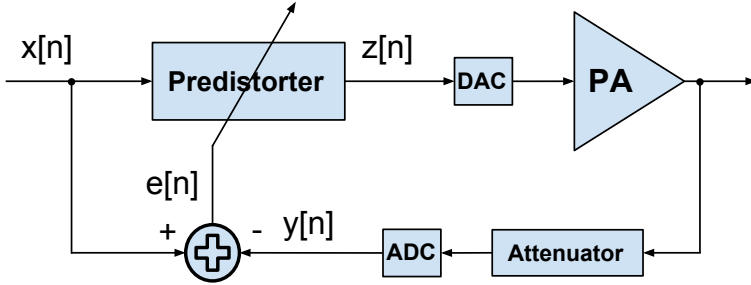 x[n]
Predistorter
z[n]
DAC
PA
e[n]
+
-
y[n]
ADC
Attenuator